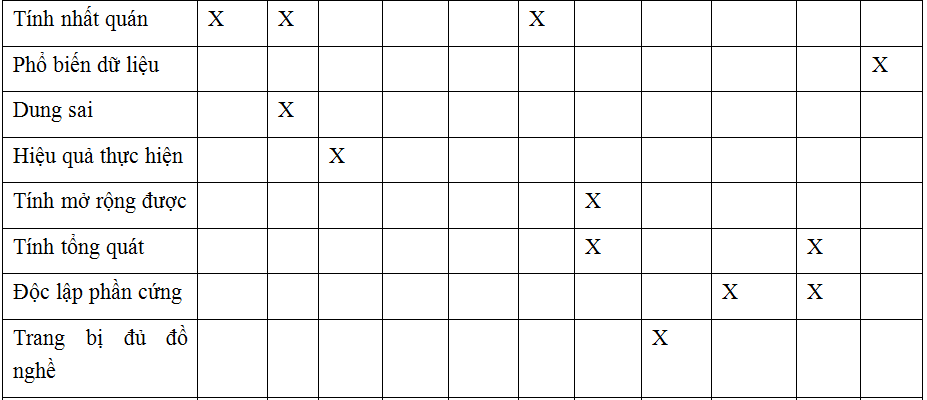 Tính nhất quán X X X
Phổ biến dữ liệu X
Dung sai X
Hiệu quả thực hiện X
Tính mở rộng được X
Tính tổng quát X X
Độc lập phần cứng X X
Trang bị đủ đồ X
nghề